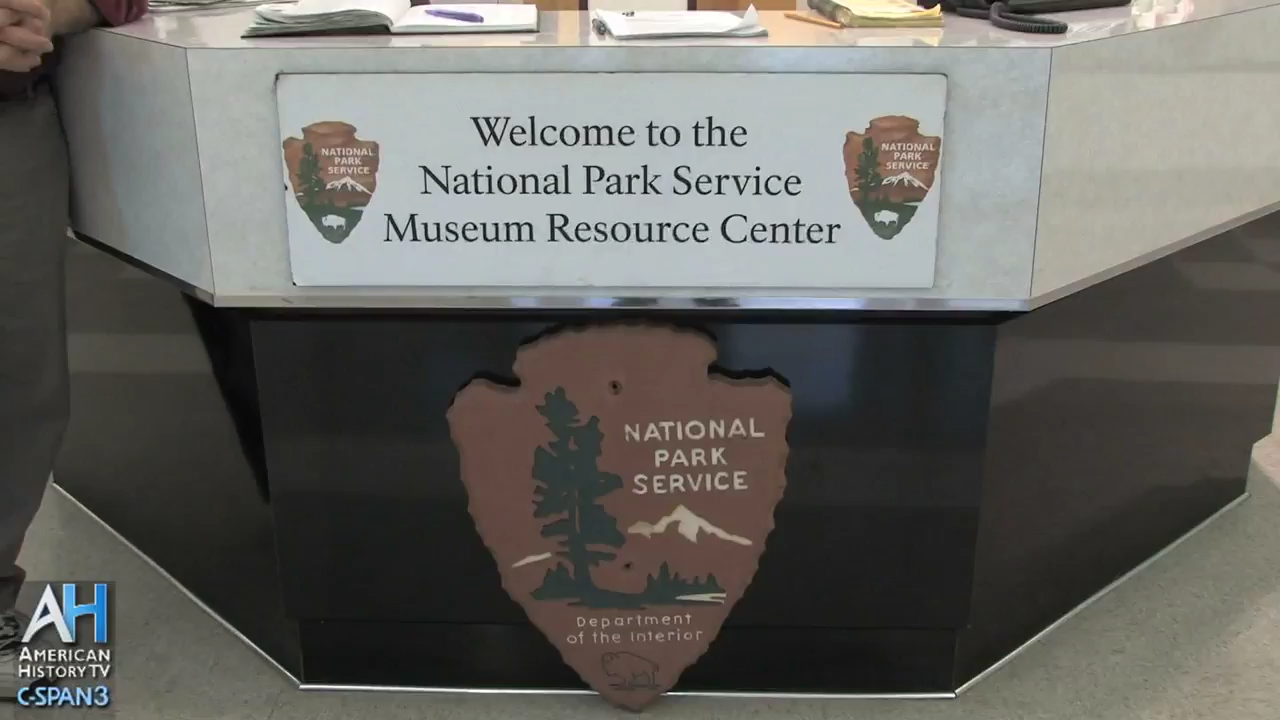 Welcome to the
National Park Service
Museum Resource Center
NATIONAL
PARK
SERVICE
NATIONAL
PARK
SERVICE
NATIONAL
PARK
SERVICE
Department
of the Interior
AH
AMERICAN
HISTORY TV
C-SPAN3